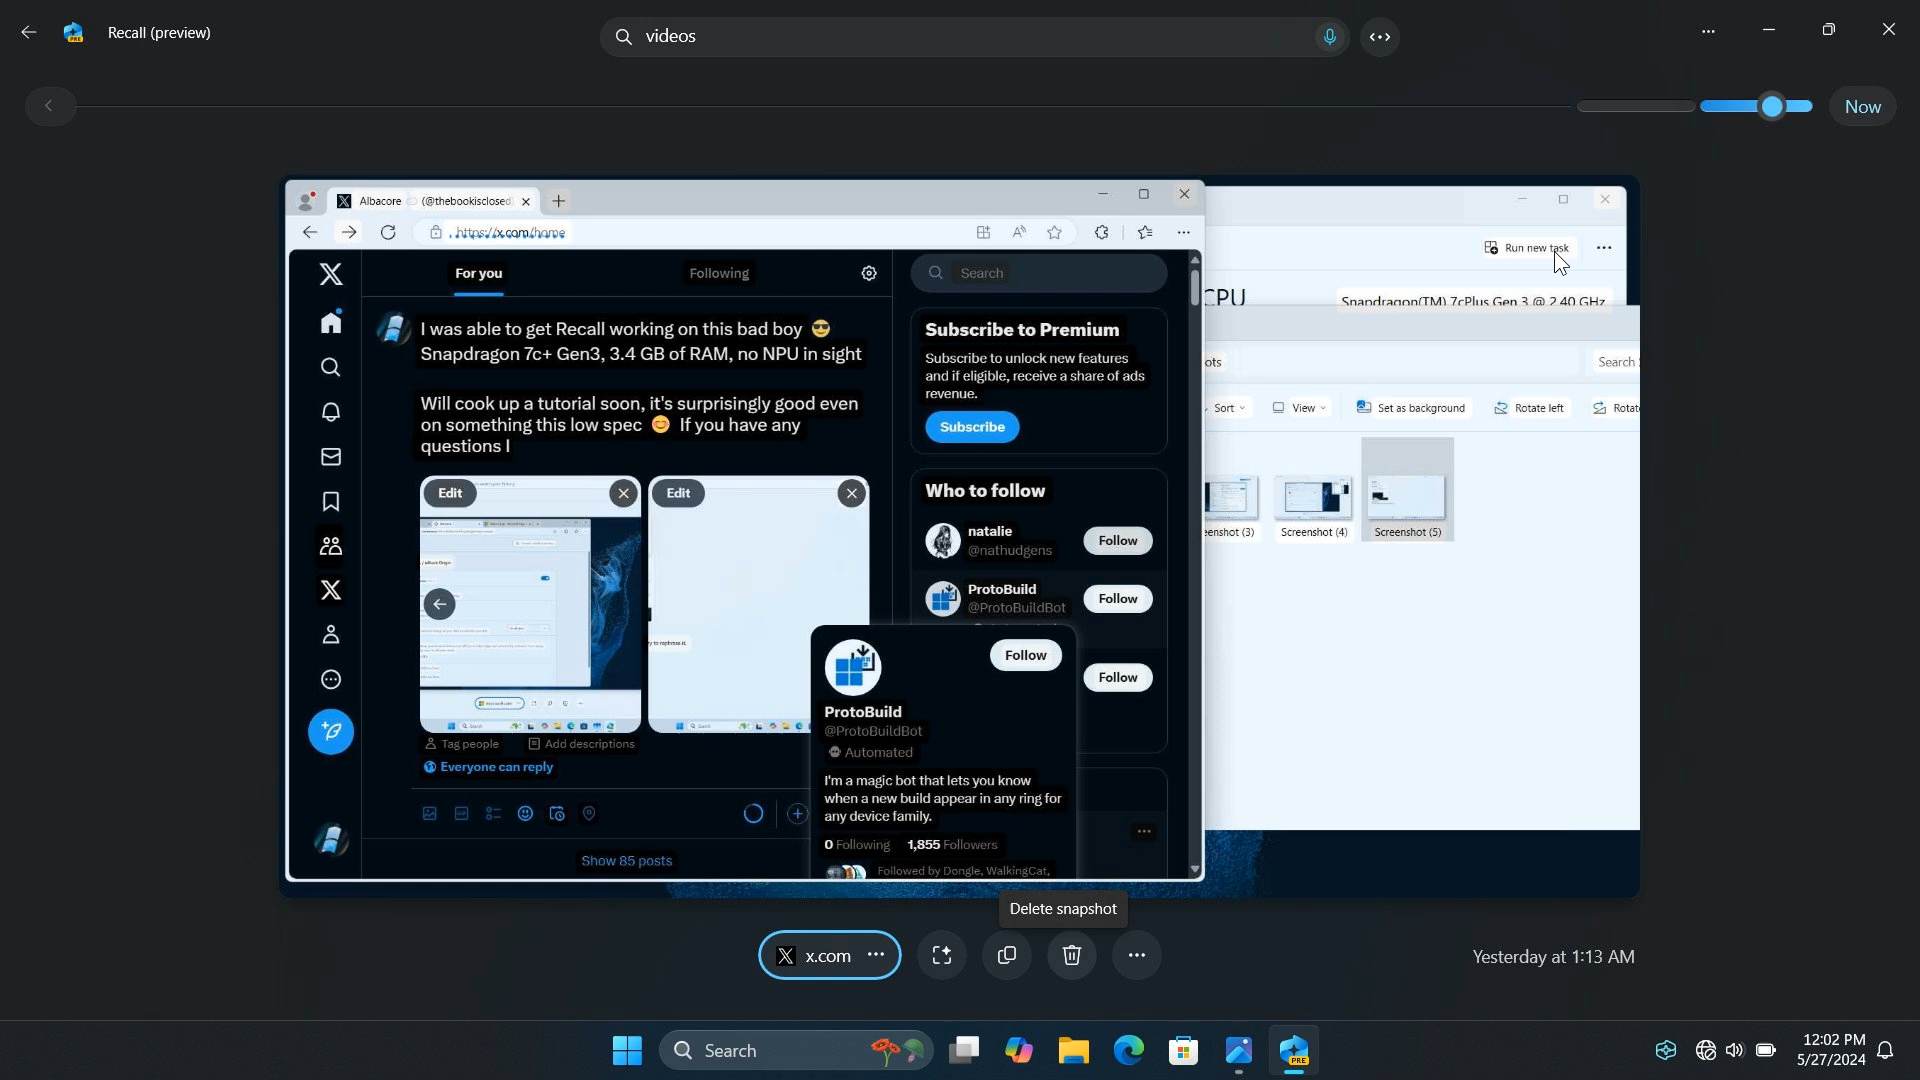 Recall (preview)
videos
Now
Albacore
(@thebookisclosed)
https://x.com/home
For you
Following
Search
I was able to get Recall working on this bad boy 😎
Snapdragon 7c+ Gen3, 3.4 GB of RAM, no NPU in sight
Will cook up a tutorial soon, it's surprisingly good even
on something this low spec 😊 If you have any
questions I
Edit
Edit
Tag people
Add descriptions
Everyone can reply
Show 85 posts
Subscribe to Premium
Subscribe to unlock new features
and if eligible, receive a share of ads
revenue.
Subscribe
Who to follow
natalie
@nathudgens
Follow
ProtoBuild
@ProtoBuildBot
Follow
Follow
Follow
ProtoBuild
@ProtoBuildBot
Automated
I'm a magic bot that lets you know
when a new build appear in any ring for
any device family.
0 Following 1,855 Followers
Followed by Dongle, WalkingCat,
Run new task
CPU
Snapdragon(TM) 7cPlus Gen 3 @ 2.40 GHz
ots
Search
Sort
View
Set as background
Rotate left
Rotat
eenshot (3)
Screenshot (4)
Screenshot (5)
Delete snapshot
x.com
Yesterday at 1:13 AM
Search
PRE
12:02 PM
5/27/2024